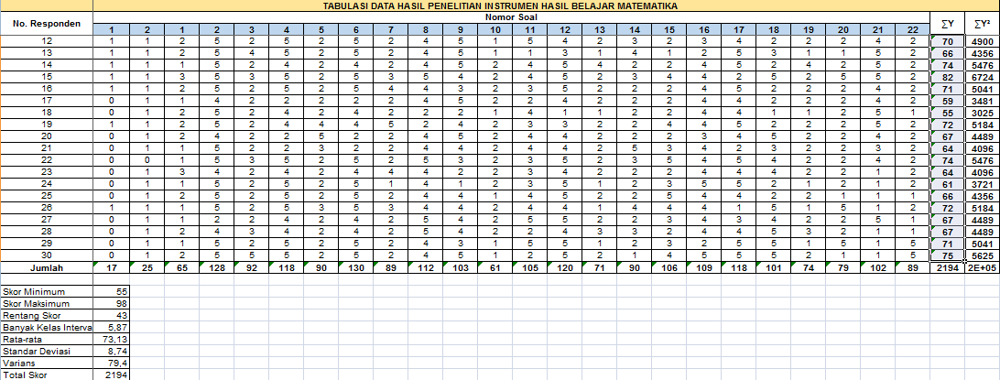 TABULASI DATA HASIL PENELITIAN INSTRUMEN HASIL BELAJAR MATEMATIKA
No. Responden Nomor Soal ∑Y ∑Y²
1 2 1 2 3 4 5 6 7 8 9 10 11 12 13 14 15 16 17 18 19 20 21 22
12 1 1 2 5 2 5 2 5 2 4 5 1 5 4 2 3 2 3 4 2 2 2 4 2 70 4900
13 1 1 2 5 4 5 2 5 2 4 5 1 1 3 1 4 1 2 5 3 1 1 5 2 66 4356
14 1 1 1 5 2 4 2 4 2 4 5 2 4 5 4 2 2 4 5 2 4 2 5 2 74 5476
15 1 1 3 5 3 5 2 5 3 5 4 2 4 5 2 3 4 4 2 5 2 5 5 2 82 6724
16 1 1 2 5 2 5 2 5 4 4 3 2 3 5 2 2 2 4 5 2 2 2 4 2 71 5041
17 0 1 1 4 2 2 2 2 2 4 5 2 2 4 2 2 2 4 4 2 2 2 4 2 59 3481
18 0 1 2 5 2 4 2 4 2 2 2 1 4 1 1 2 2 4 4 1 1 2 5 1 55 3025
19 1 1 2 5 2 4 4 4 5 2 4 2 3 3 2 2 4 4 5 2 2 2 5 2 72 5184
20 0 1 2 4 2 2 5 2 2 4 5 2 4 4 2 2 2 3 4 5 2 2 4 2 67 4489
21 0 1 1 5 2 2 3 2 2 4 4 2 4 4 2 5 3 4 2 3 2 2 3 2 64 4096
22 0 0 1 5 3 5 2 5 2 5 3 2 3 5 2 3 5 4 5 4 2 2 4 2 74 5476
23 0 1 3 4 2 4 2 4 4 4 2 2 3 4 2 2 2 4 4 4 2 2 1 2 64 4096
24 0 1 1 5 2 5 2 5 1 4 1 2 3 5 1 2 3 5 5 2 1 2 1 2 61 3721
25 0 1 2 5 2 5 2 5 2 4 4 1 4 5 2 2 5 4 4 2 2 1 1 1 66 4356
26 1 1 1 5 2 5 3 5 3 4 4 2 4 4 1 4 4 4 1 5 1 5 1 2 72 5184
27 0 1 1 2 2 4 2 4 2 5 4 2 5 5 2 2 3 4 3 4 2 2 5 1 67 4489
28 0 1 2 4 3 4 2 4 2 5 4 2 2 4 3 3 2 4 4 5 3 2 1 1 67 4489
29 0 1 1 5 2 5 2 5 2 4 3 1 5 5 1 2 3 2 5 5 1 5 1 5 71 5041
30 0 1 2 5 5 5 2 5 2 4 5 1 2 5 2 1 4 5 5 5 2 1 1 5 75 5625
Jumlah 17 25 65 128 92 118 90 130 89 112 103 61 105 120 71 90 106 109 118 101 74 79 102 89 2194 2E+05
Skor Minimum 55
Skor Maksimum 98
Rentang Skor 43
Banyak Kelas Interva 5,87
Rata-rata 73,13
Standar Deviasi 8,74
Varians 79,4
Total Skor 2194